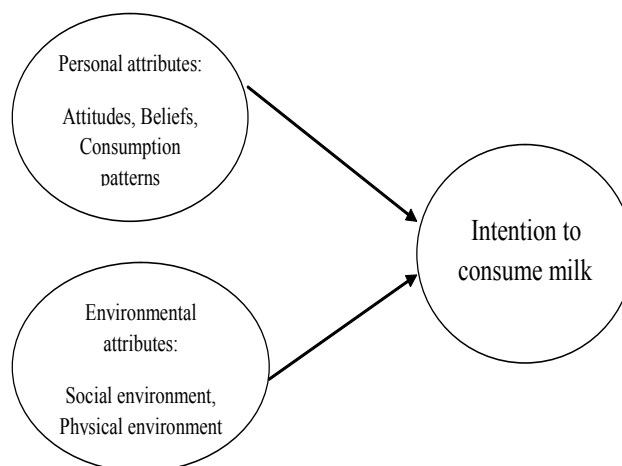 Personal attributes:
Attitudes, Beliefs,
Consumption
patterns
Intention to
consume milk
Environmental
attributes:
Social environment,
Physical environment